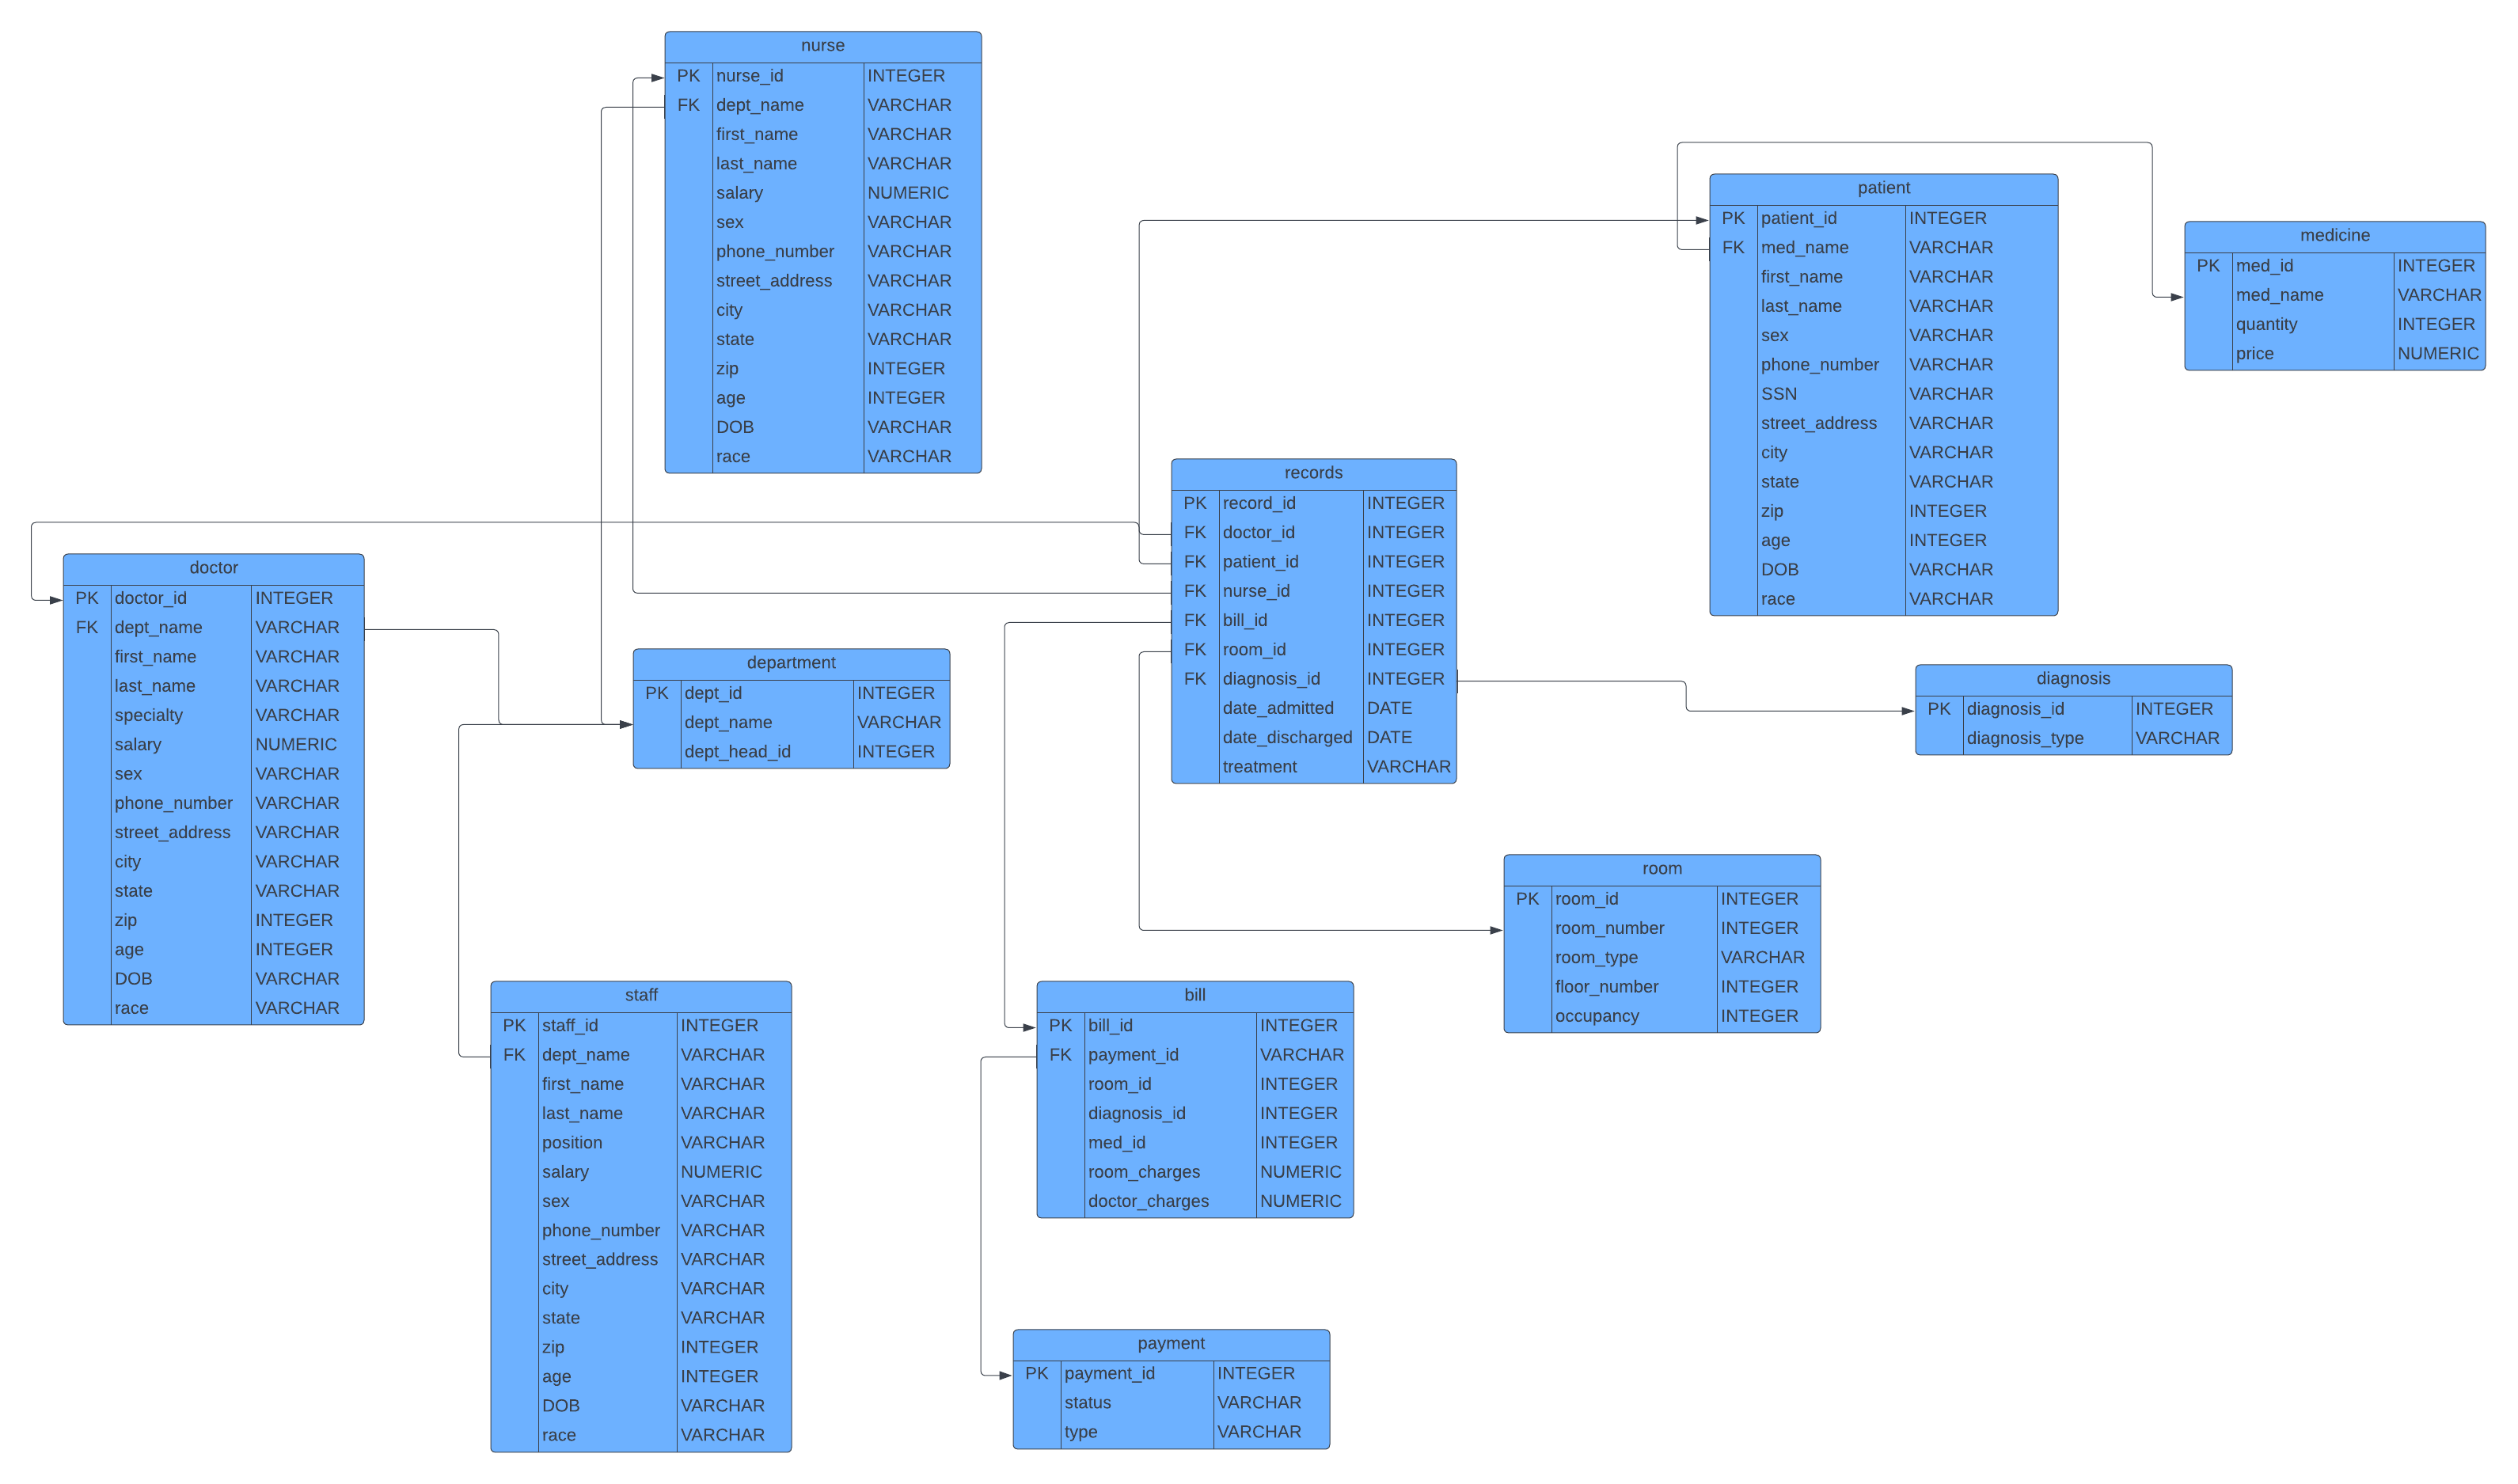 nurse
PK nurse_id INTEGER
FK dept_name VARCHAR
first_name VARCHAR
last_name VARCHAR
salary NUMERIC
sex VARCHAR
phone_number VARCHAR
street_address VARCHAR
city VARCHAR
state VARCHAR
zip INTEGER
age INTEGER
DOB VARCHAR
race VARCHAR
patient
PK patient_id INTEGER
FK med_name VARCHAR
first_name VARCHAR
last_name VARCHAR
sex VARCHAR
phone_number VARCHAR
SSN VARCHAR
street_address VARCHAR
city VARCHAR
state VARCHAR
zip INTEGER
age INTEGER
DOB VARCHAR
race VARCHAR
medicine
PK med_id INTEGER
med_name VARCHAR
quantity INTEGER
price NUMERIC
records
PK record_id INTEGER
FK doctor_id INTEGER
FK patient_id INTEGER
FK nurse_id INTEGER
FK bill_id INTEGER
FK room_id INTEGER
FK diagnosis_id INTEGER
date_admitted DATE
date_discharged DATE
treatment VARCHAR
doctor
PK doctor_id INTEGER
FK dept_name VARCHAR
first_name VARCHAR
last_name VARCHAR
specialty VARCHAR
salary NUMERIC
sex VARCHAR
phone_number VARCHAR
street_address VARCHAR
city VARCHAR
state VARCHAR
zip INTEGER
age INTEGER
DOB VARCHAR
race VARCHAR
department
PK dept_id INTEGER
dept_name VARCHAR
dept_head_id INTEGER
diagnosis
PK diagnosis_id INTEGER
diagnosis_type VARCHAR
room
PK room_id INTEGER
room_number INTEGER
room_type VARCHAR
floor_number INTEGER
occupancy INTEGER
staff
PK staff_id INTEGER
FK dept_name VARCHAR
first_name VARCHAR
last_name VARCHAR
position VARCHAR
salary NUMERIC
sex VARCHAR
phone_number VARCHAR
street_address VARCHAR
city VARCHAR
state VARCHAR
zip INTEGER
age INTEGER
DOB VARCHAR
race VARCHAR
bill
PK bill_id INTEGER
FK payment_id VARCHAR
room_id INTEGER
diagnosis_id INTEGER
med_id INTEGER
room_charges NUMERIC
doctor_charges NUMERIC
payment
PK payment_id INTEGER
status VARCHAR
type VARCHAR